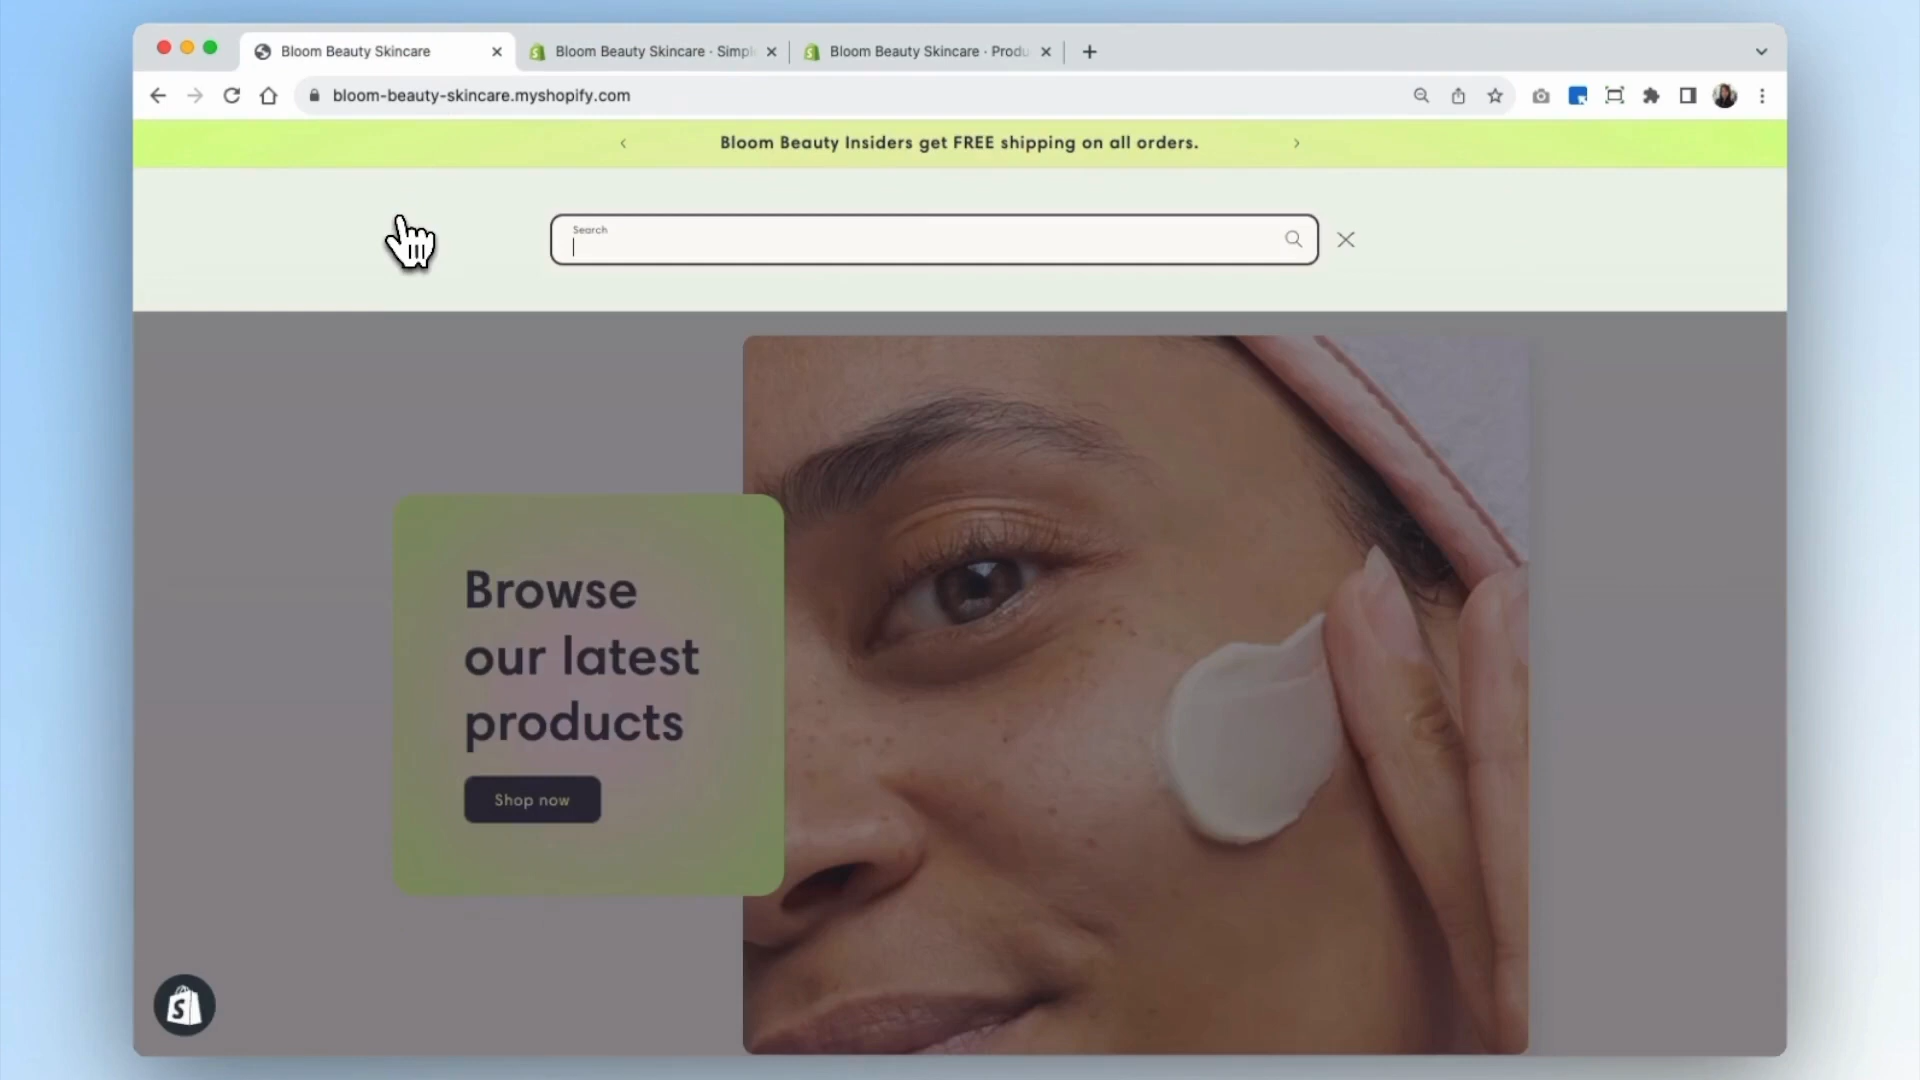 Bloom Beauty Skincare
Bloom Beauty Skincare · Simpl
Bloom Beauty Skincare · Produ
bloom-beauty-skincare.myshopify.com
Bloom Beauty Insiders get FREE shipping on all orders.
Search
Browse
our latest
products
Shop now